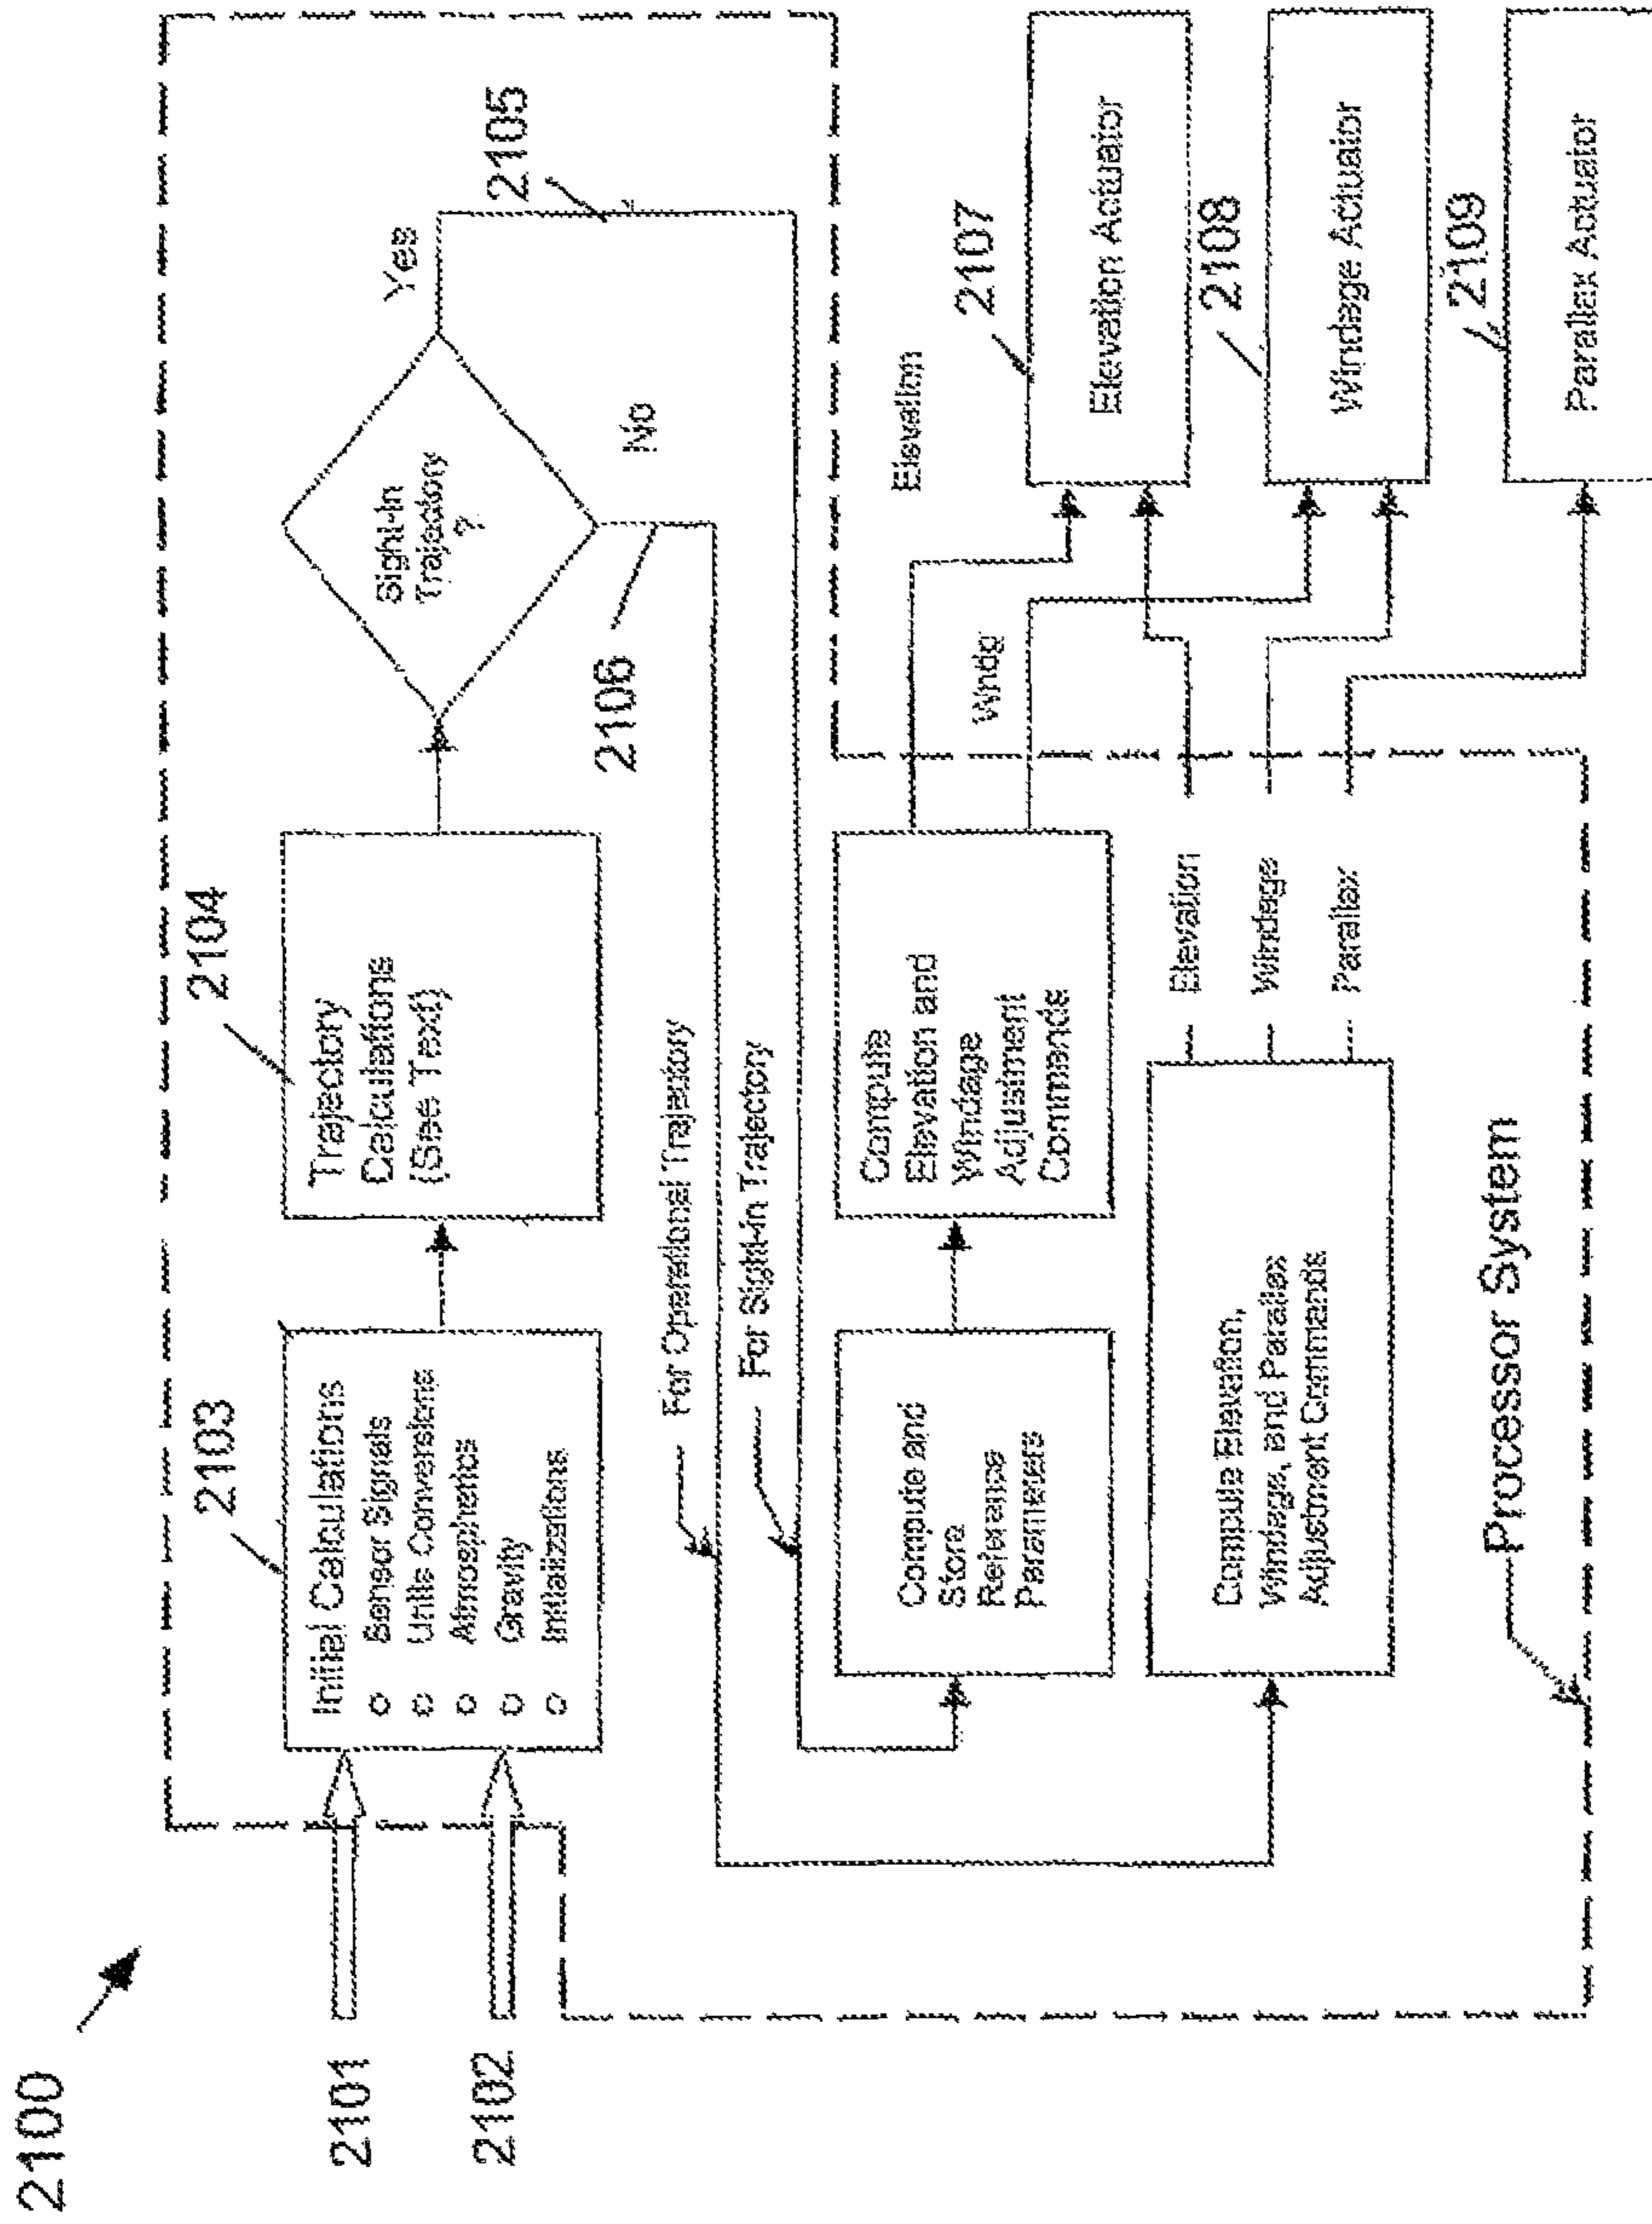 2100
2101
2102
2103
Initial Calculations
o Sensor Signals
o Units Conversions
o Atmospherics
o Gravity
o Initializations
2104
Trajectory
Calculations
(See Text)
Sight-In
Trajectory
?
Yes
No
2105
2106
For Operational Trajectory
For Sight-In Trajectory
Compute and
Store
Reference
Parameters
Compute
Elevation and
Windage
Adjustment
Commands
Elevation
Wndg
Compute Elevation,
Windage, and Parallax
Adjustment Commands
Elevation
Windage
Parallax
2107
Elevation Actuator
2108
Windage Actuator
2109
Parallax Actuator
Processor System